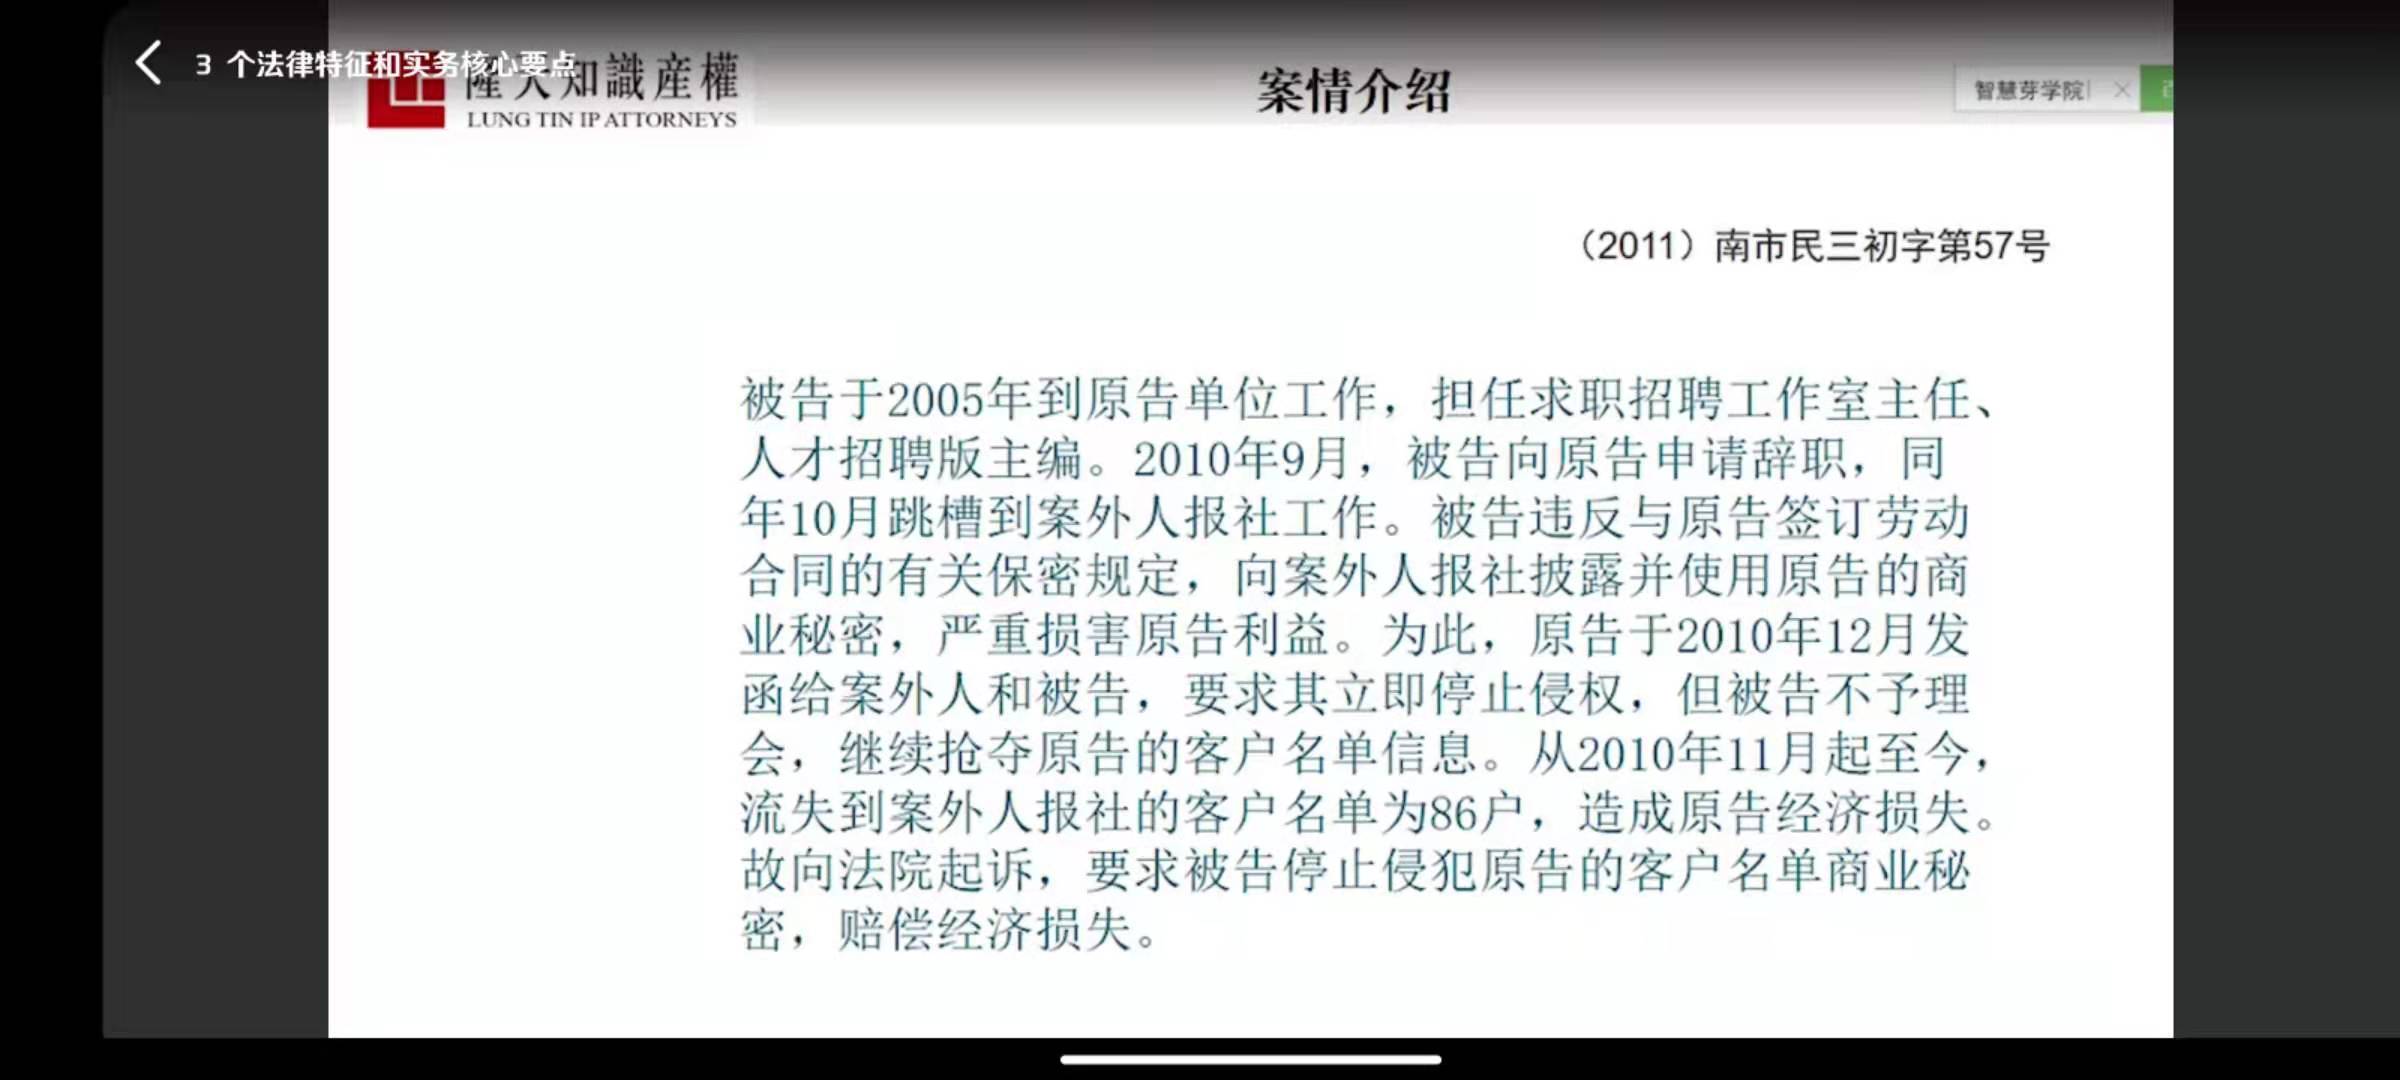 3 个法律特征和实务核心要点
隆天知識産權
LUNG TIN IP ATTORNEYS
案情介绍
智慧芽学院
（2011）南市民三初字第57号
被告于2005年到原告单位工作，担任求职招聘工作室主任、
人才招聘版主编。2010年9月，被告向原告申请辞职，同
年10月跳槽到案外人报社工作。被告违反与原告签订劳动
合同的有关保密规定，向案外人报社披露并使用原告的商
业秘密，严重损害原告利益。为此，原告于2010年12月发
函给案外人和被告，要求其立即停止侵权，但被告不予理
会，继续抢夺原告的客户名单信息。从2010年11月起至今，
流失到案外人报社的客户名单为86户，造成原告经济损失。
故向法院起诉，要求被告停止侵犯原告的客户名单商业秘
密，赔偿经济损失。